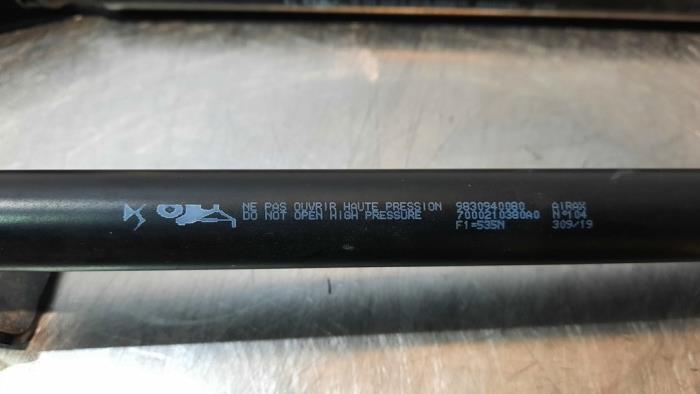 NE PAS OUVRIR HAUTE PRESSION 9830940080 AIRAX
DO NOT OPEN HIGH PRESSURE 7000210380A0 N°104
F1=535N 309/19